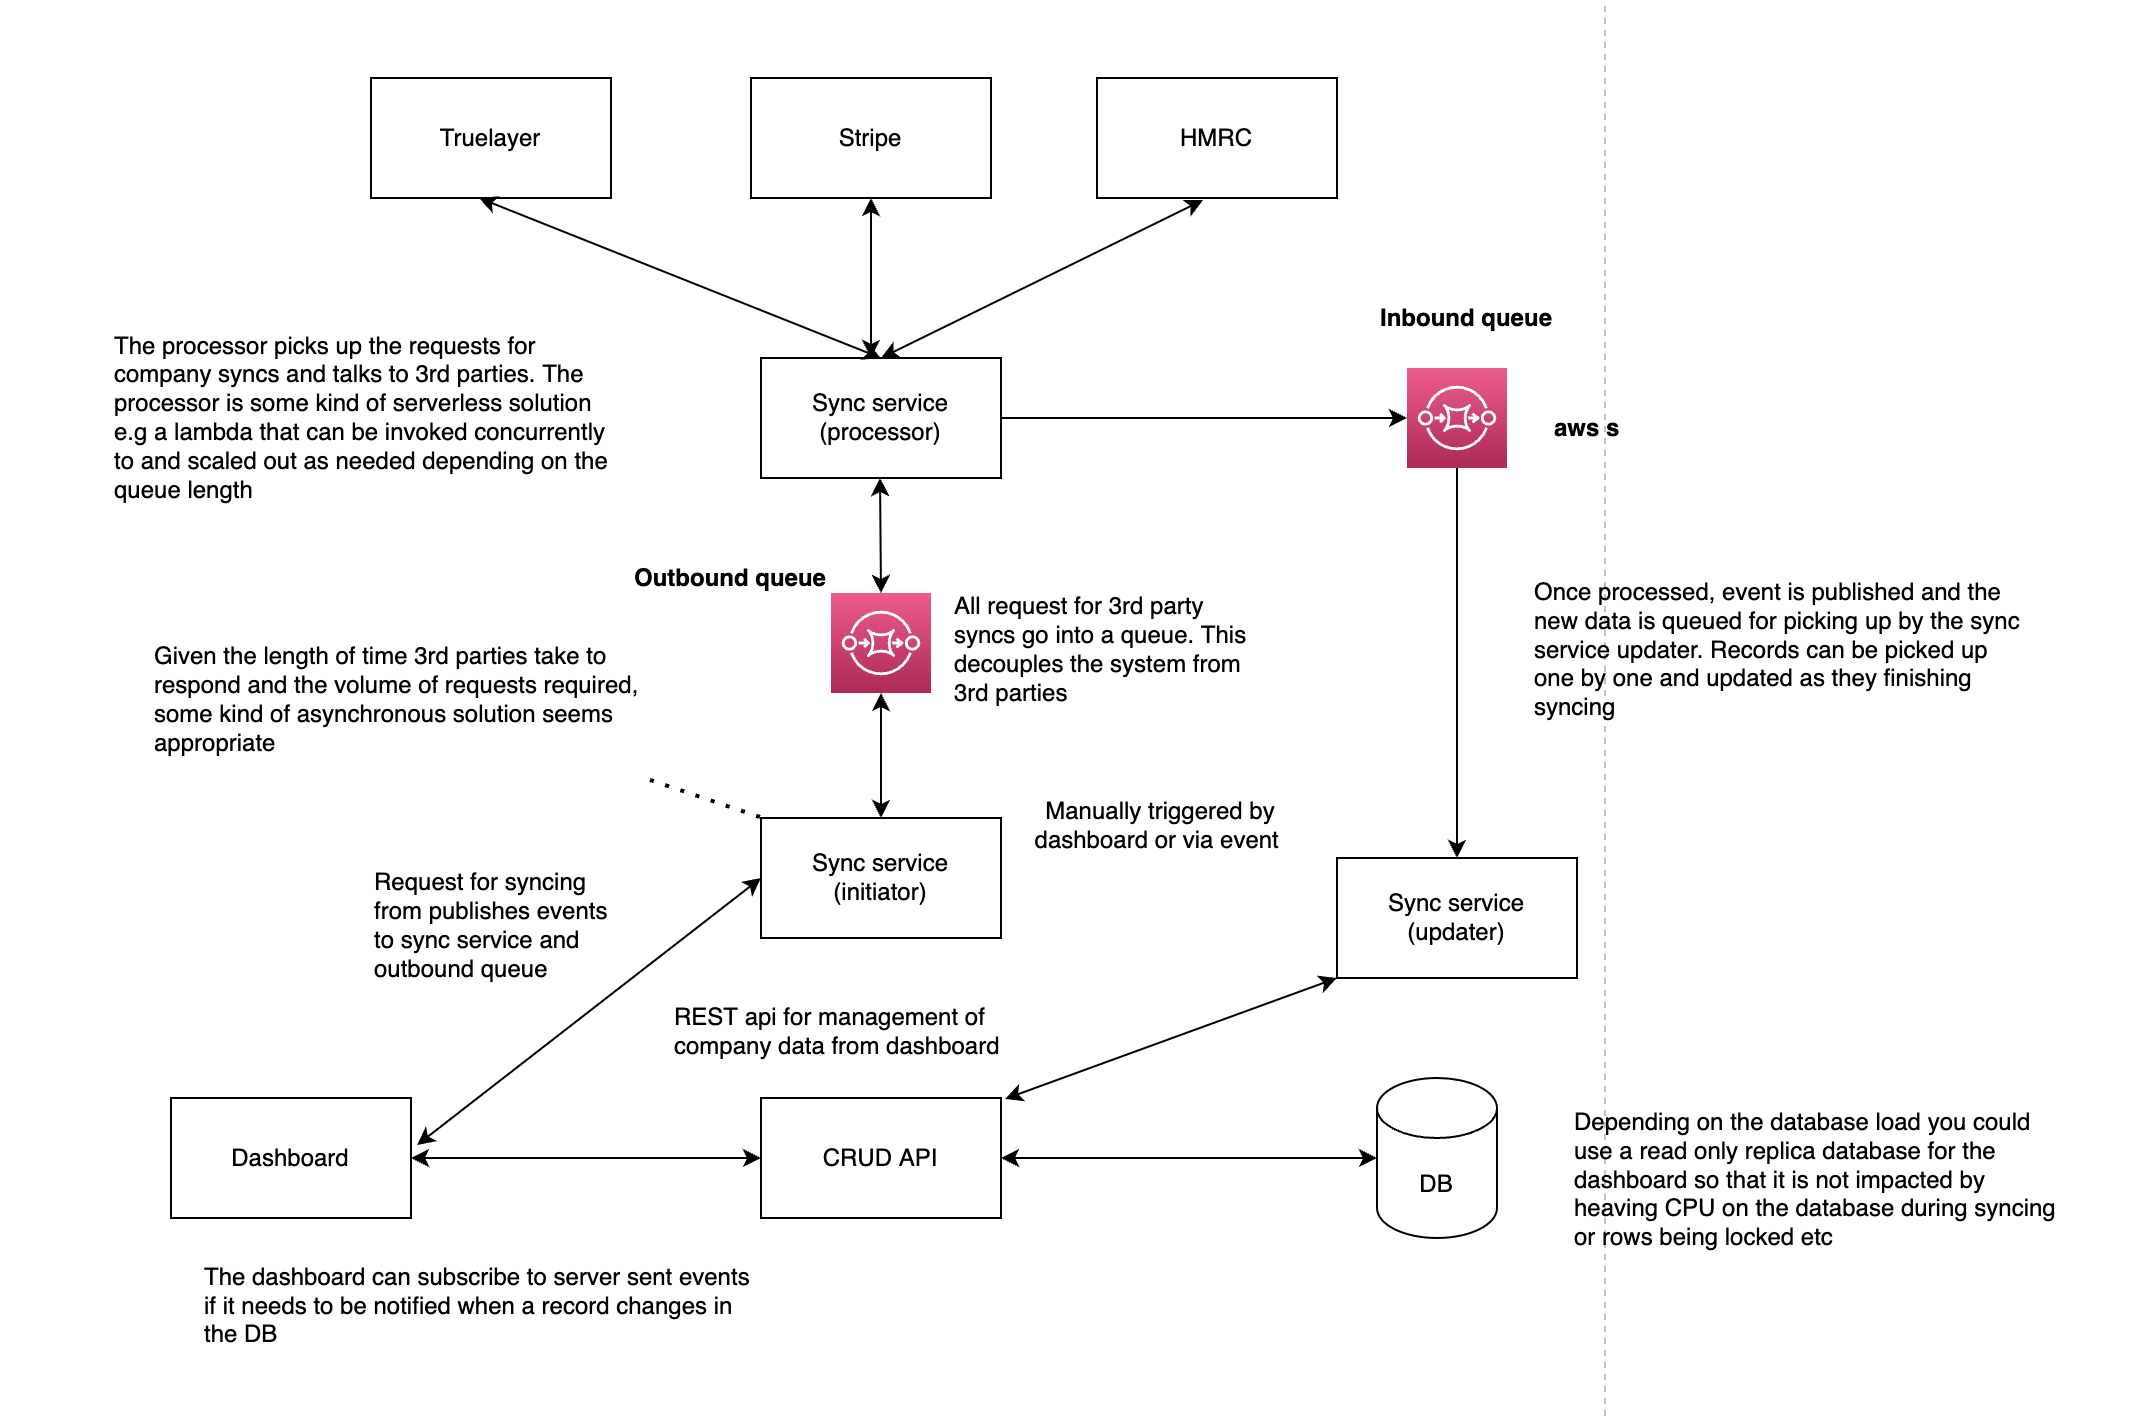 Truelayer
Stripe
HMRC
Inbound queue
The processor picks up the requests for
company syncs and talks to 3rd parties. The
processor is some kind of serverless solution
e.g a lambda that can be invoked concurrently
to and scaled out as needed depending on the
queue length
Sync service
(processor)
aws s
Outbound queue
All request for 3rd party
syncs go into a queue. This
decouples the system from
3rd parties
Once processed, event is published and the
new data is queued for picking up by the sync
service updater. Records can be picked up
one by one and updated as they finishing
syncing
Given the length of time 3rd parties take to
respond and the volume of requests required,
some kind of asynchronous solution seems
appropriate
Manually triggered by
dashboard or via event
Sync service
(initiator)
Request for syncing
from publishes events
to sync service and
outbound queue
Sync service
(updater)
REST api for management of
company data from dashboard
Dashboard
CRUD API
DB
Depending on the database load you could
use a read only replica database for the
dashboard so that it is not impacted by
heaving CPU on the database during syncing
or rows being locked etc
The dashboard can subscribe to server sent events
if it needs to be notified when a record changes in
the DB